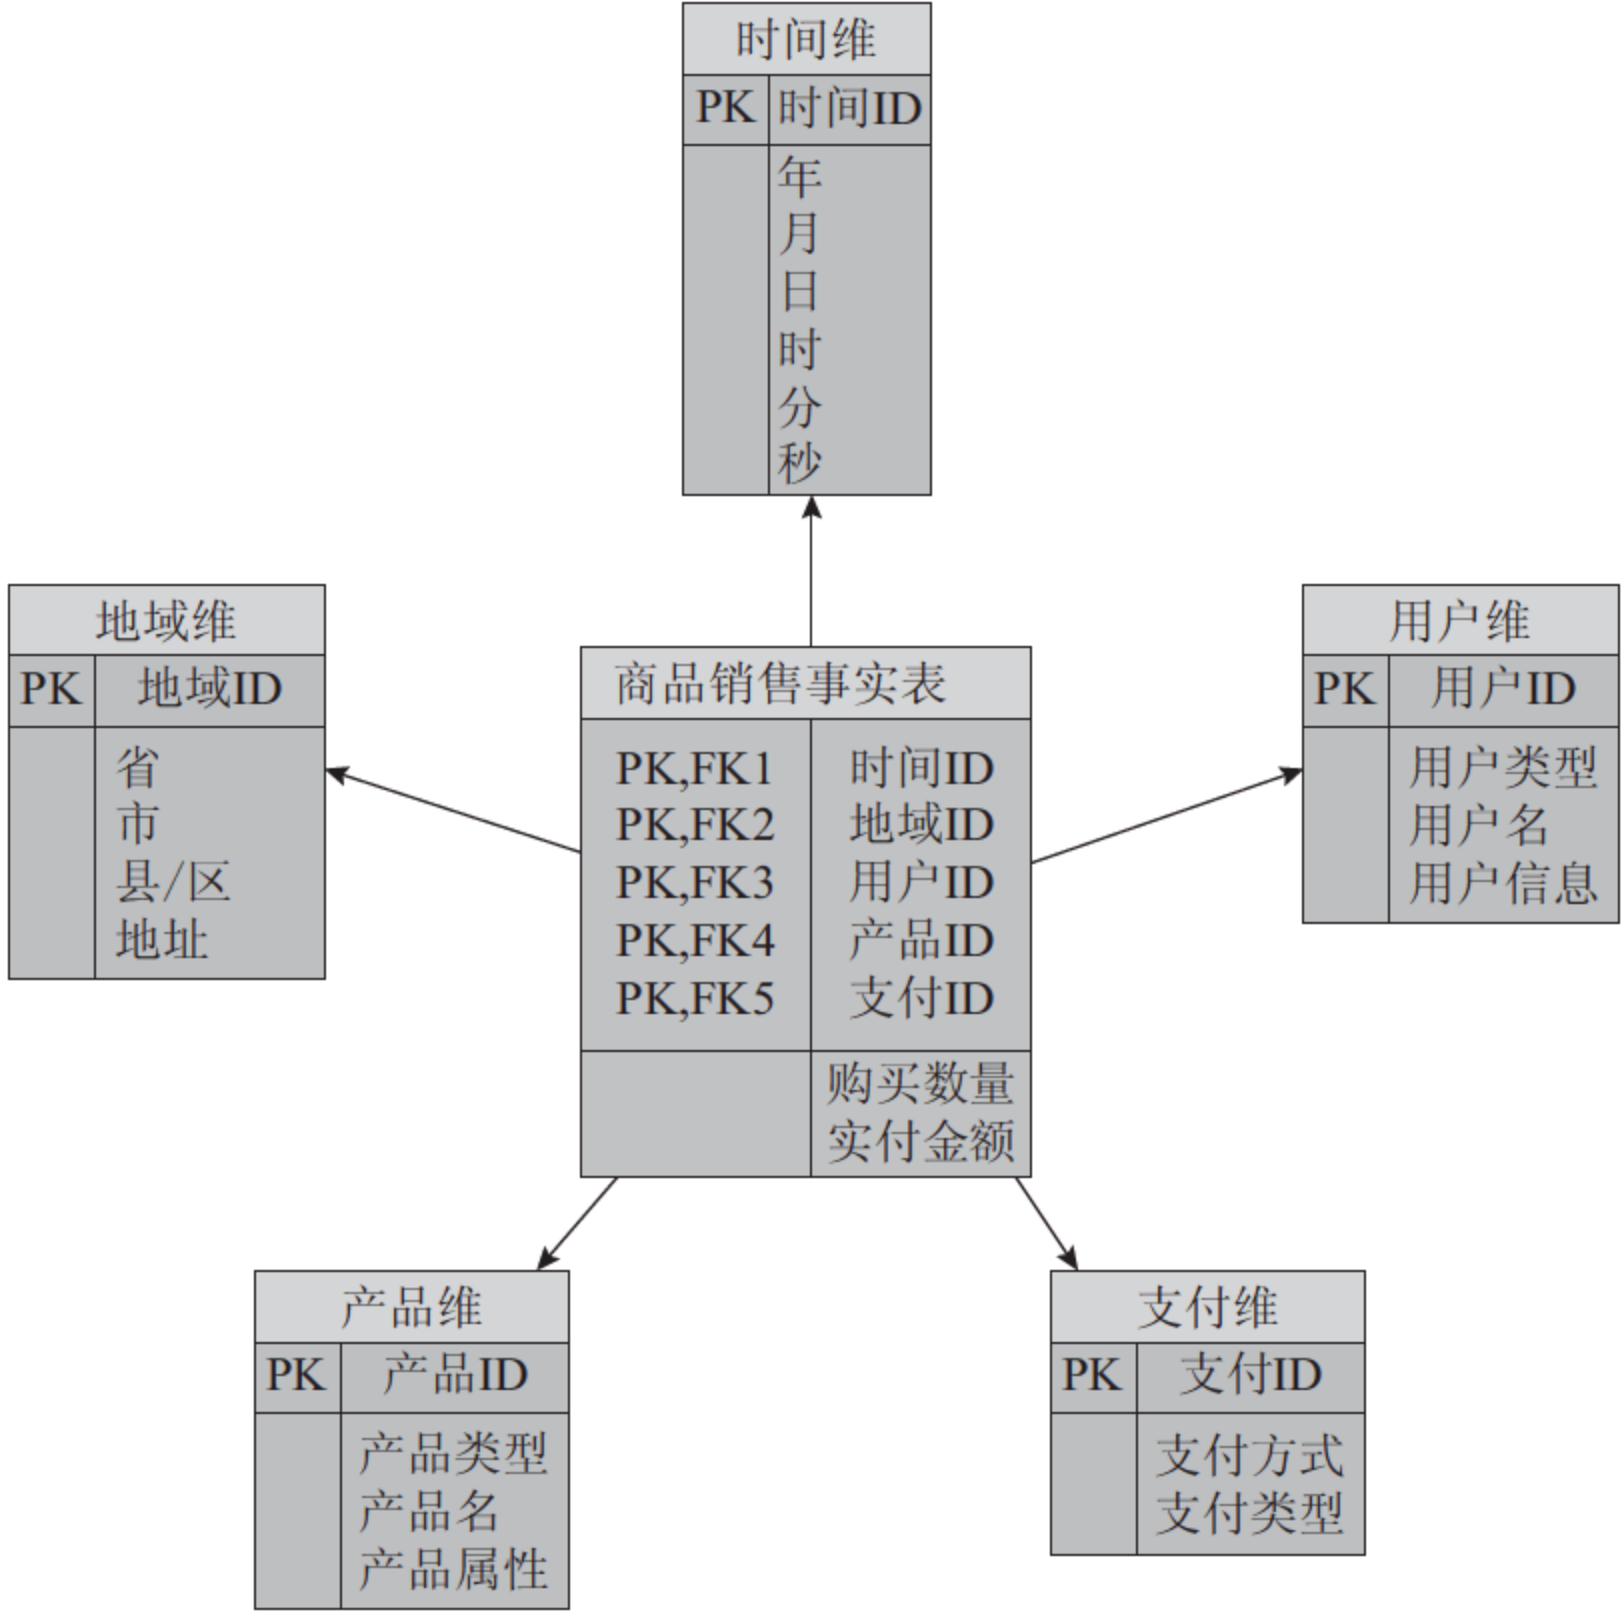 时间维
PK 时间ID
年
月
日
时
分
秒
地域维
PK 地域ID
省
市
县/区
地址
商品销售事实表
PK,FK1 时间ID
PK,FK2 地域ID
PK,FK3 用户ID
PK,FK4 产品ID
PK,FK5 支付ID
购买数量
实付金额
用户维
PK 用户ID
用户类型
用户名
用户信息
产品维
PK 产品ID
产品类型
产品名
产品属性
支付维
PK 支付ID
支付方式
支付类型